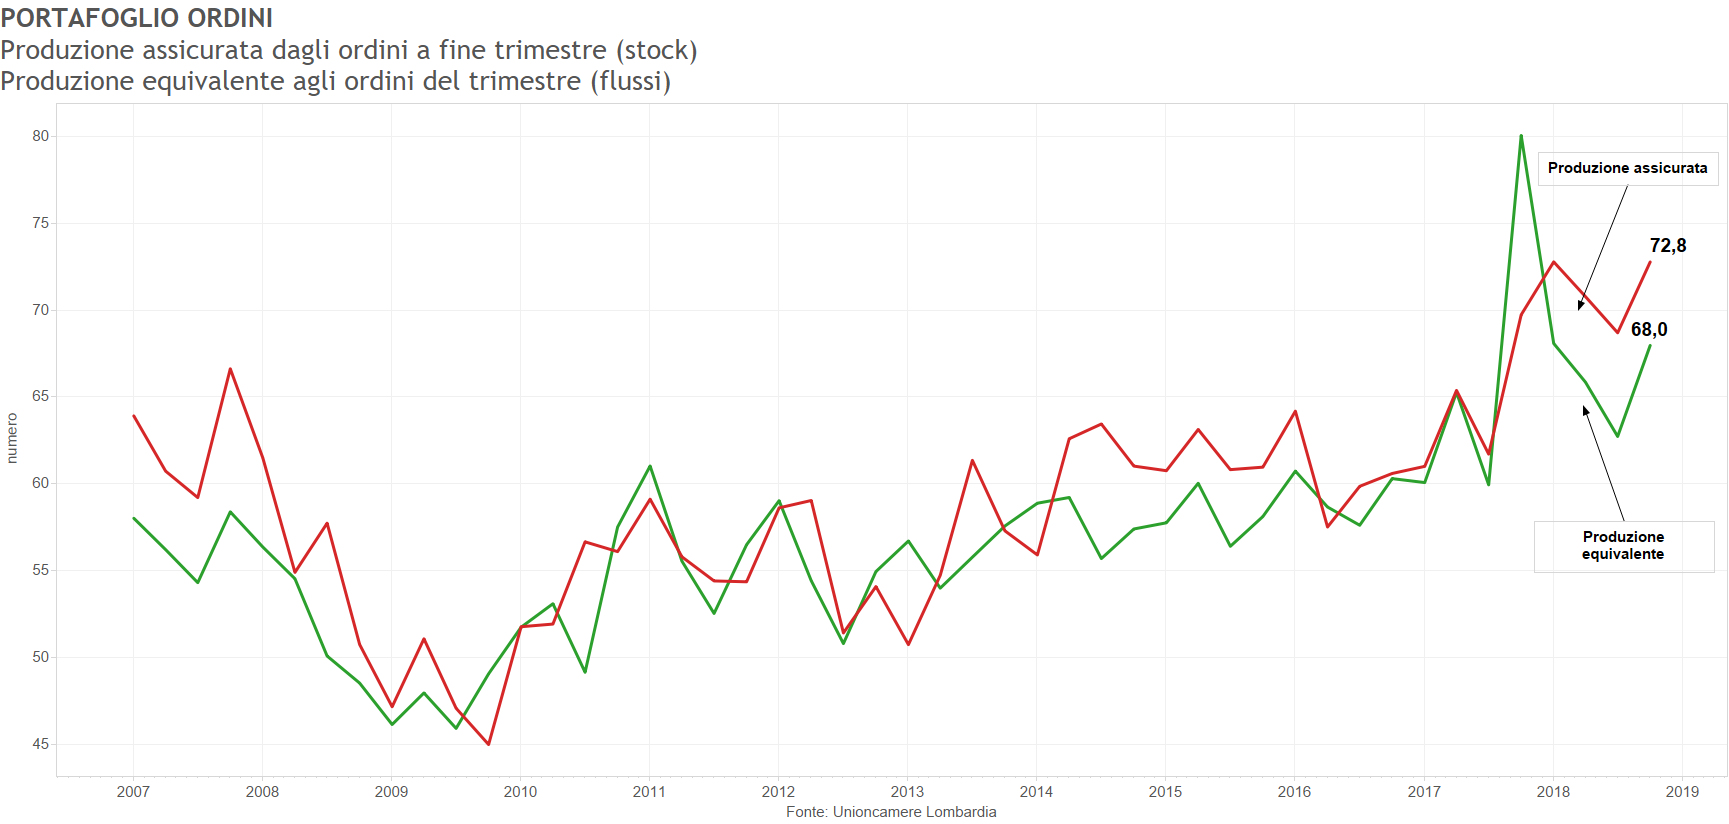 PORTAFOGLIO ORDINI
Produzione assicurata dagli ordini a fine trimestre (stock)
Produzione equivalente agli ordini del trimestre (flussi)
80
75
70
65
60
55
50
45
numero
Produzione assicurata
72,8
68,0
Produzione
equivalente
2007 2008 2009 2010 2011 2012 2013 2014 2015 2016 2017 2018 2019
Fonte: Unioncamere Lombardia